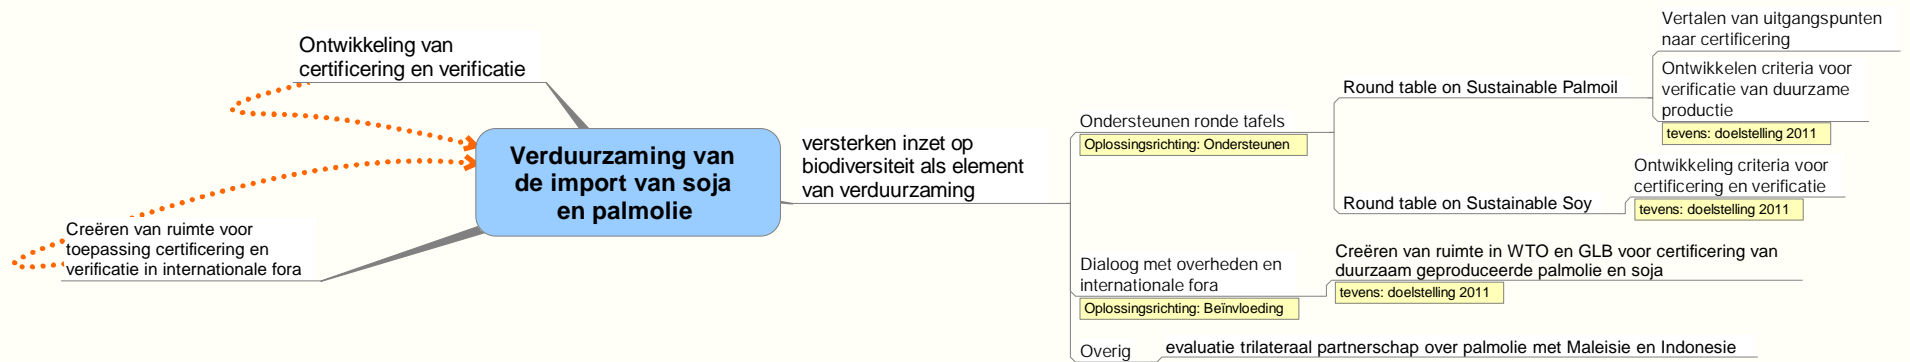 Ontwikkeling van
certificering en verificatie
Creëren van ruimte voor
toepassing certificering en
verificatie in internationale fora
Verduurzaming van
de import van soja
en palmolie
versterken inzet op
biodiversiteit als element
van verduurzaming
Ondersteunen ronde tafels
Oplossingsrichting: Ondersteunen
Round table on Sustainable Palmoil
Vertalen van uitgangspunten
naar certificering
Ontwikkelen criteria voor
verificatie van duurzame
productie
tevens: doelstelling 2011
Round table on Sustainable Soy
Ontwikkeling criteria voor
certificering en verificatie
tevens: doelstelling 2011
Dialoog met overheden en
internationale fora
Oplossingsrichting: Beïnvloeding
Creëren van ruimte in WTO en GLB voor certificering van
duurzaam geproduceerde palmolie en soja
tevens: doelstelling 2011
Overig
evaluatie trilateraal partnerschap over palmolie met Maleisie en Indonesie